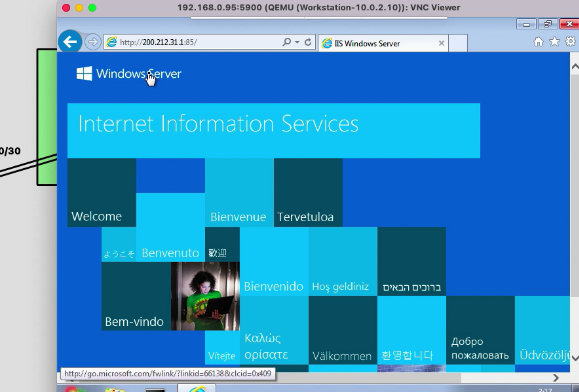 192.168.0.95:5900 (QEMU (Workstation-10.0.2.10)): VNC Viewer
http://200.212.31.1:85/
IIS Windows Server
0/30
Windows Server
Internet Information Services
Welcome
Bienvenue
Tervetuloa
ようこそ
Benvenuto
歡迎
Bienvenido
Hoş geldiniz
ברוכים הבאים
Bem-vindo
Vítejte
Καλώς
ορίσατε
Välkommen
환영합니다
Добро
пожаловать
Üdvözöljü
http://go.microsoft.com/fwlink/?linkid=66138&clcid=0x409